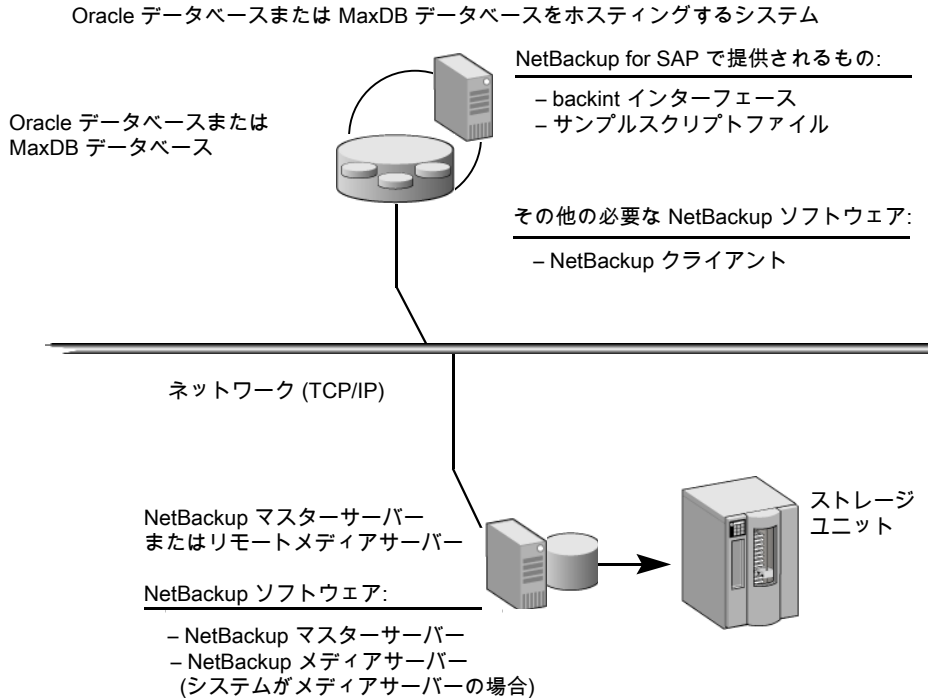 Oracle データベースまたは MaxDB データベースをホスティングするシステム
NetBackup for SAP で提供されるもの:
– backint インターフェース
– サンプルスクリプトファイル
Oracle データベースまたは
MaxDB データベース
その他の必要な NetBackup ソフトウェア:
– NetBackup クライアント
ネットワーク (TCP/IP)
ストレージ
ユニット
NetBackup マスターサーバー
またはリモートメディアサーバー
NetBackup ソフトウェア:
– NetBackup マスターサーバー
– NetBackup メディアサーバー
(システムがメディアサーバーの場合)